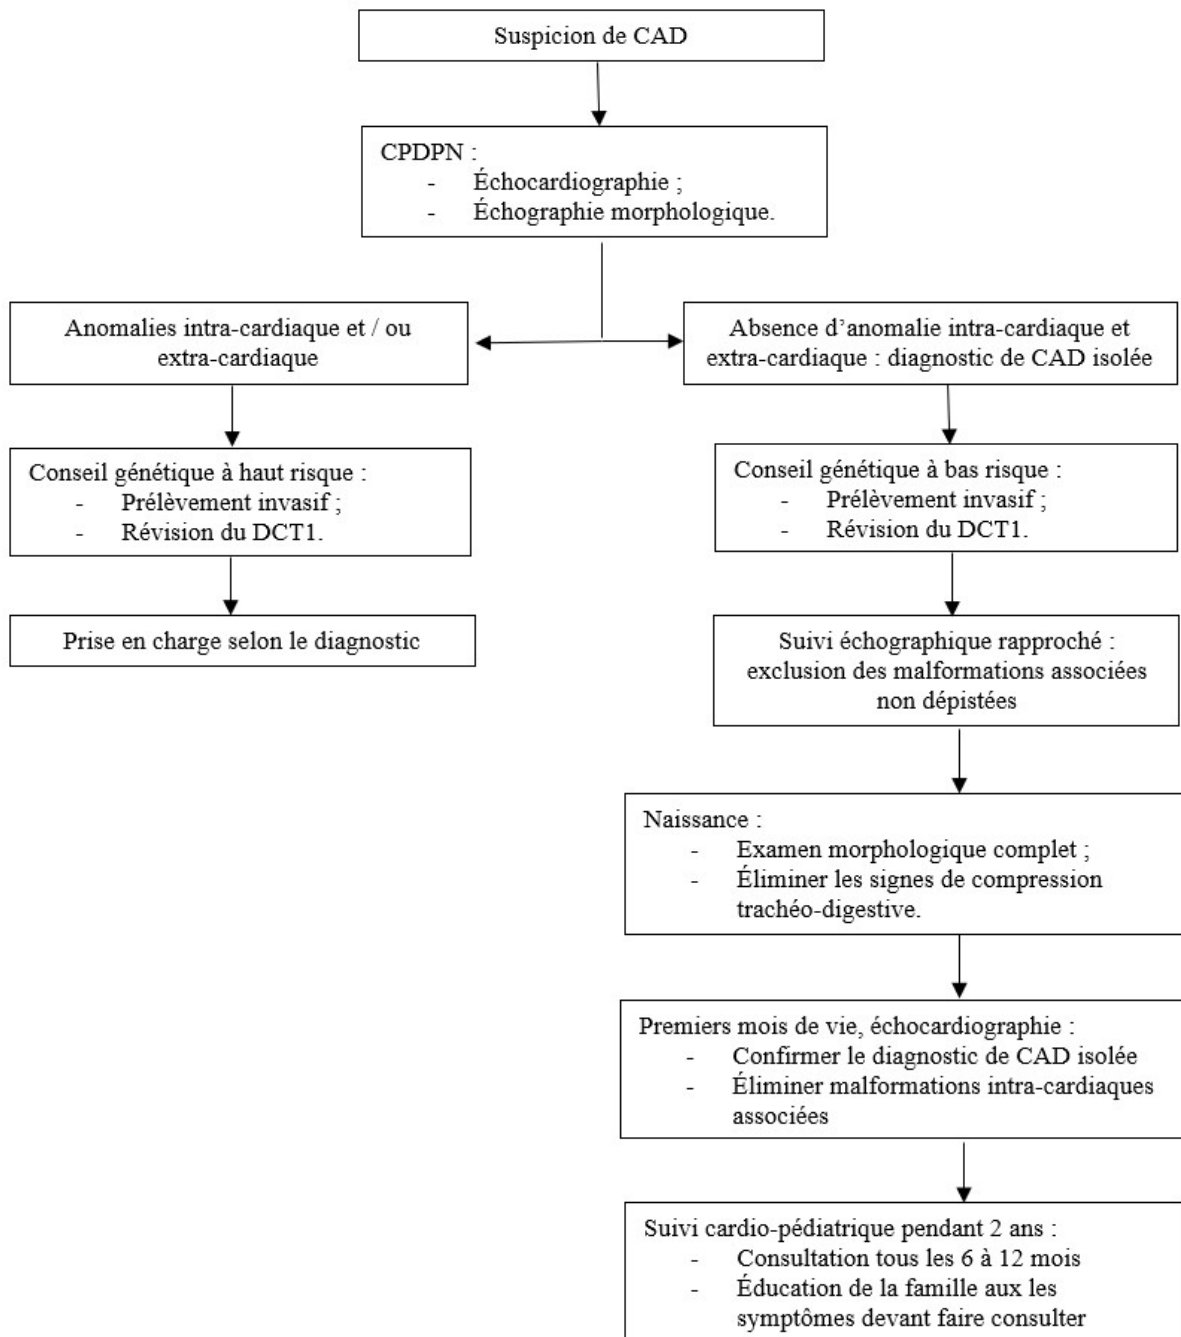 Suspicion de CAD
CPDPN :
- Échocardiographie ;
- Échographie morphologique.
Anomalies intra-cardiaque et / ou
extra-cardiaque
Absence d’anomalie intra-cardiaque et
extra-cardiaque : diagnostic de CAD isolée
Conseil génétique à haut risque :
- Prélèvement invasif ;
- Révision du DCT1.
Conseil génétique à bas risque :
- Prélèvement invasif ;
- Révision du DCT1.
Prise en charge selon le diagnostic
Suivi échographique rapproché :
exclusion des malformations associées
non dépistées
Naissance :
- Examen morphologique complet ;
- Éliminer les signes de compression
trachéo-digestive.
Premiers mois de vie, échocardiographie :
- Confirmer le diagnostic de CAD isolée
- Éliminer malformations intra-cardiaques
associées
Suivi cardio-pédiatrique pendant 2 ans :
- Consultation tous les 6 à 12 mois
- Éducation de la famille aux les
symptômes devant faire consulter